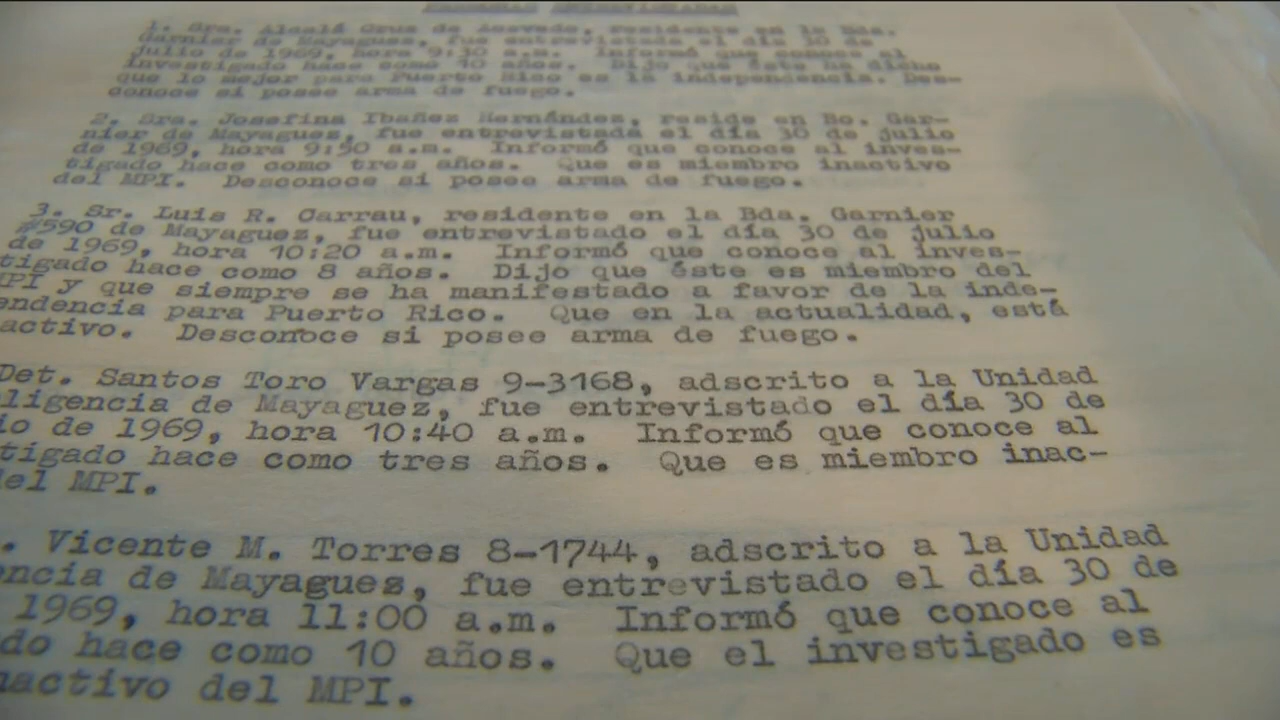 PERSONAS ENTREVISTADAS
1. Sra. Alcalá Cruz de Acevedo, residente en la Bda.
Garnier de Mayaguez, fue entrevistada el día 30 de
julio de 1969, hora 9:30 a.m. Informó que conoce al
investigado hace como 10 años. Dijo que éste ha dicho
que lo mejor para Puerto Rico es la independencia. Des-
conoce si posee arma de fuego.
2. Sra. Josefina Ibañez Hernández, reside en Bo. Gar-
nier de Mayaguez, fue entrevistada el día 30 de julio
de 1969, hora 9:50 a.m. Informó que conoce al inves-
tigado hace como tres años. Que es miembro inactivo
del MPI. Desconoce si posee arma de fuego.
3. Sr. Luis R. Carrau, residente en la Bda. Garnier
#590 de Mayaguez, fue entrevistado el día 30 de julio
de 1969, hora 10:20 a.m. Informó que conoce al inves-
tigado hace como 8 años. Dijo que éste es miembro del
MPI y que siempre se ha manifestado a favor de la inde-
endencia para Puerto Rico. Que en la actualidad, está
activo. Desconoce si posee arma de fuego.
Det. Santos Toro Vargas 9-3168, adscrito a la Unidad
ligencia de Mayaguez, fue entrevistado el día 30 de
io de 1969, hora 10:40 a.m. Informó que conoce al
tigado hace como tres años. Que es miembro inac-
del MPI.
. Vicente M. Torres 8-1744, adscrito a la Unidad
encia de Mayaguez, fue entrevistado el día 30 de
1969, hora 11:00 a.m. Informó que conoce al
do hace como 10 años. Que el investigado es
nactivo del MPI.